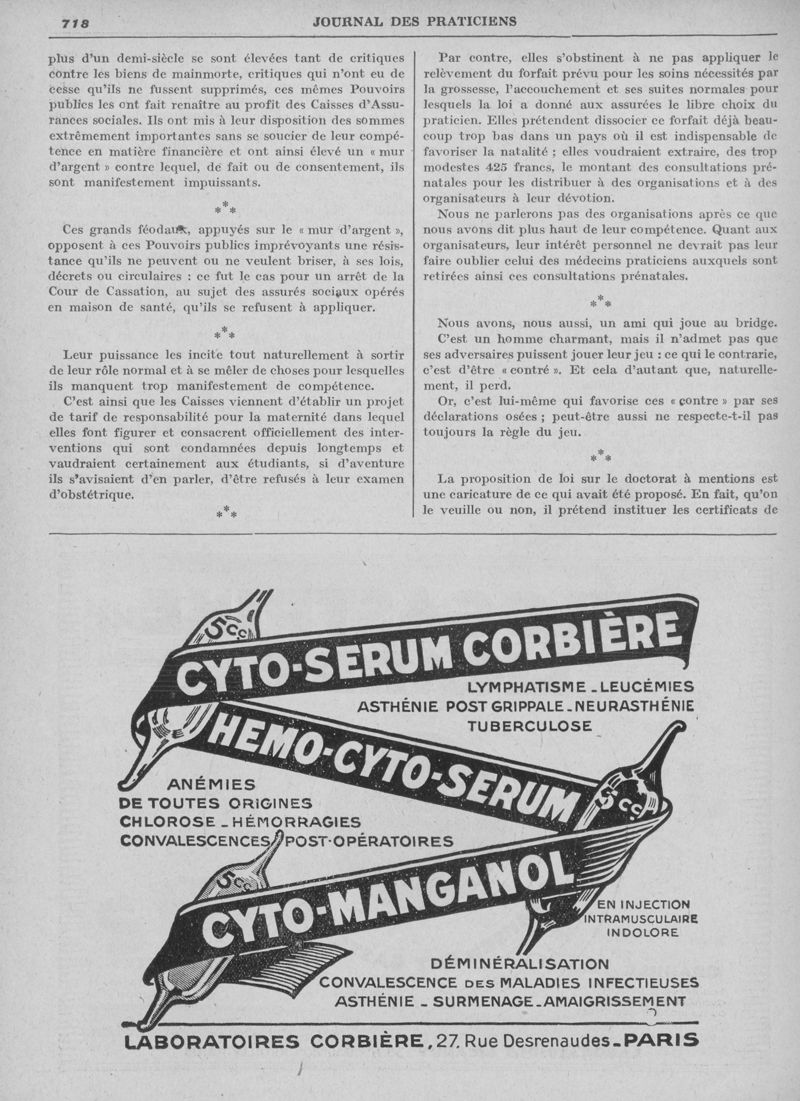 718
JOURNAL DES PRATICIENS
plus d'un demi-siècle se sont élevées tant de critiques
contre les biens de mainmorte, critiques qui n'ont eu de
cesse qu'ils ne fussent supprimés, ces mêmes Pouvoirs
publics les ont fait renaître au profit des Caisses d'Assu-
rances sociales. Ils ont mis à leur disposition des sommes
extrêmement importantes sans se soucier de leur compé-
tence en matière financière et ont ainsi élevé un « mur
d'argent » contre lequel, de fait ou de consentement, ils
sont manifestement impuissants.
***
Ces grands féodaux, appuyés sur le « mur d'argent »,
opposent à ces Pouvoirs publics imprévoyants une résis-
tance qu'ils ne peuvent ou ne veulent briser, à ses lois,
décrets ou circulaires : ce fut le cas pour un arrêt de la
Cour de Cassation, au sujet des assurés sociaux opérés
en maison de santé, qu'ils se refusent à appliquer.
***
Leur puissance les incite tout naturellement à sortir
de leur rôle normal et à se mêler de choses pour lesquelles
ils manquent trop manifestement de compétence.
C'est ainsi que les Caisses viennent d'établir un projet
de tarif de responsabilité pour la maternité dans lequel
elles font figurer et consacrent officiellement des inter-
ventions qui sont condamnées depuis longtemps et
vaudraient certainement aux étudiants, si d'aventure
ils s'avisaient d'en parler, d'être refusés à leur examen
d'obstétrique.
***
Par contre, elles s'obstinent à ne pas appliquer le
relèvement du forfait prévu pour les soins nécessités par
la grossesse, l'accouchement et ses suites normales pour
lesquels la loi a donné aux assurées le libre choix du
praticien. Elles prétendent dissocier ce forfait déjà beau-
coup trop bas dans un pays où il est indispensable de
favoriser la natalité ; elles voudraient extraire, des trop
modestes 425 francs, le montant des consultations pré-
natales pour les distribuer à des organisations et à des
organisateurs à leur dévotion.
Nous ne parlerons pas des organisations après ce que
nous avons dit plus haut de leur compétence. Quant aux
organisateurs, leur intérêt personnel ne devrait pas leur
faire oublier celui des médecins praticiens auxquels sont
retirées ainsi ces consultations prénatales.
***
Nous avons, nous aussi, un ami qui joue au bridge.
C'est un homme charmant, mais il n'admet pas que
ses adversaires puissent jouer leur jeu : ce qui le contrarie,
c'est d'être « contré ». Et cela d'autant que, naturelle-
ment, il perd.
Or, c'est lui-même qui favorise ces « contre » par ses
déclarations osées ; peut-être aussi ne respecte-t-il pas
toujours la règle du jeu.
***
La proposition de loi sur le doctorat à mentions est
une caricature de ce qui avait été proposé. En fait, qu'on
le veuille ou non, il prétend instituer les certificats de
5cc
CYTO-SERUM CORBIÈRE
LYMPHATISME - LEUCÉMIES
ASTHÉNIE POST GRIPPALE - NEURASTHÉNIE
TUBERCULOSE
HEMO-CYTO-SERUM
5cc
ANÉMIES
DE TOUTES ORIGINES
CHLOROSE - HÉMORRAGIES
CONVALESCENCES POST-OPÉRATOIRES
5cc
CYTO-MANGANOL
EN INJECTION
INTRAMUSCULAIRE
INDOLORE
DÉMINÉRALISATION
CONVALESCENCE DES MALADIES INFECTIEUSES
ASTHÉNIE - SURMENAGE - AMAIGRISSEMENT
LABORATOIRES CORBIÈRE, 27, Rue Desrenaudes - PARIS